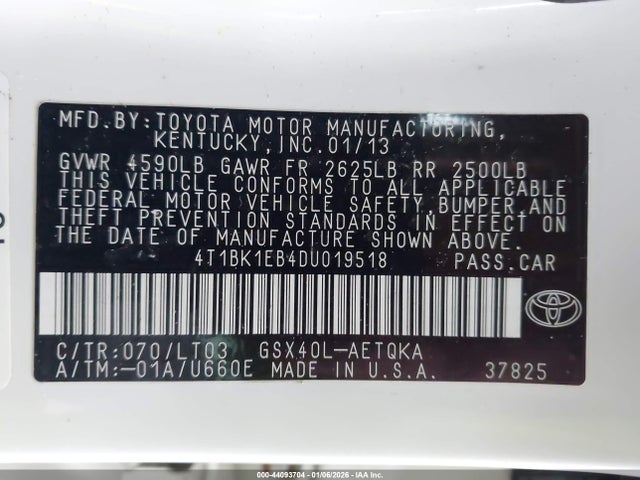 MFD.BY:TOYOTA MOTOR MANUFACTURING,
KENTUCKY,INC.01/13
GVWR 4590LB GAWR FR 2625LB RR 2500LB
THIS VEHICLE CONFORMS TO ALL APPLICABLE
FEDERAL MOTOR VEHICLE SAFETY,BUMPER,AND
THEFT PREVENTION STANDARDS IN EFFECT ON
THE DATE OF MANUFACTURE SHOWN ABOVE.
4T1BK1EB4DU019518 PASS.CAR
C/TR:070/LT03 GSX40L-AETQKA
A/TM:-01A/U660E MADE IN U.S.A. 37825
000-44093704 - 01/06/2026 - IAA, Inc.